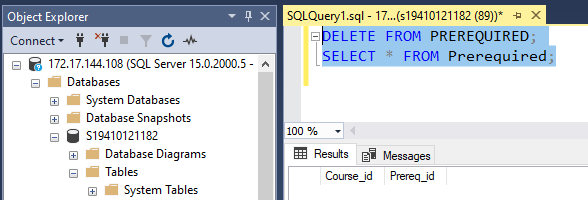 Object Explorer
Connect
172.17.144.108 (SQL Server 15.0.2000.5 -
Databases
System Databases
Database Snapshots
S19410121182
Database Diagrams
Tables
System Tables
SQLQuery1.sql - 17...(s19410121182 (89))*
DELETE FROM PREREQUIRED;
SELECT * FROM Prerequired;
100 %
Results
Messages
Course_id
Prereq_id